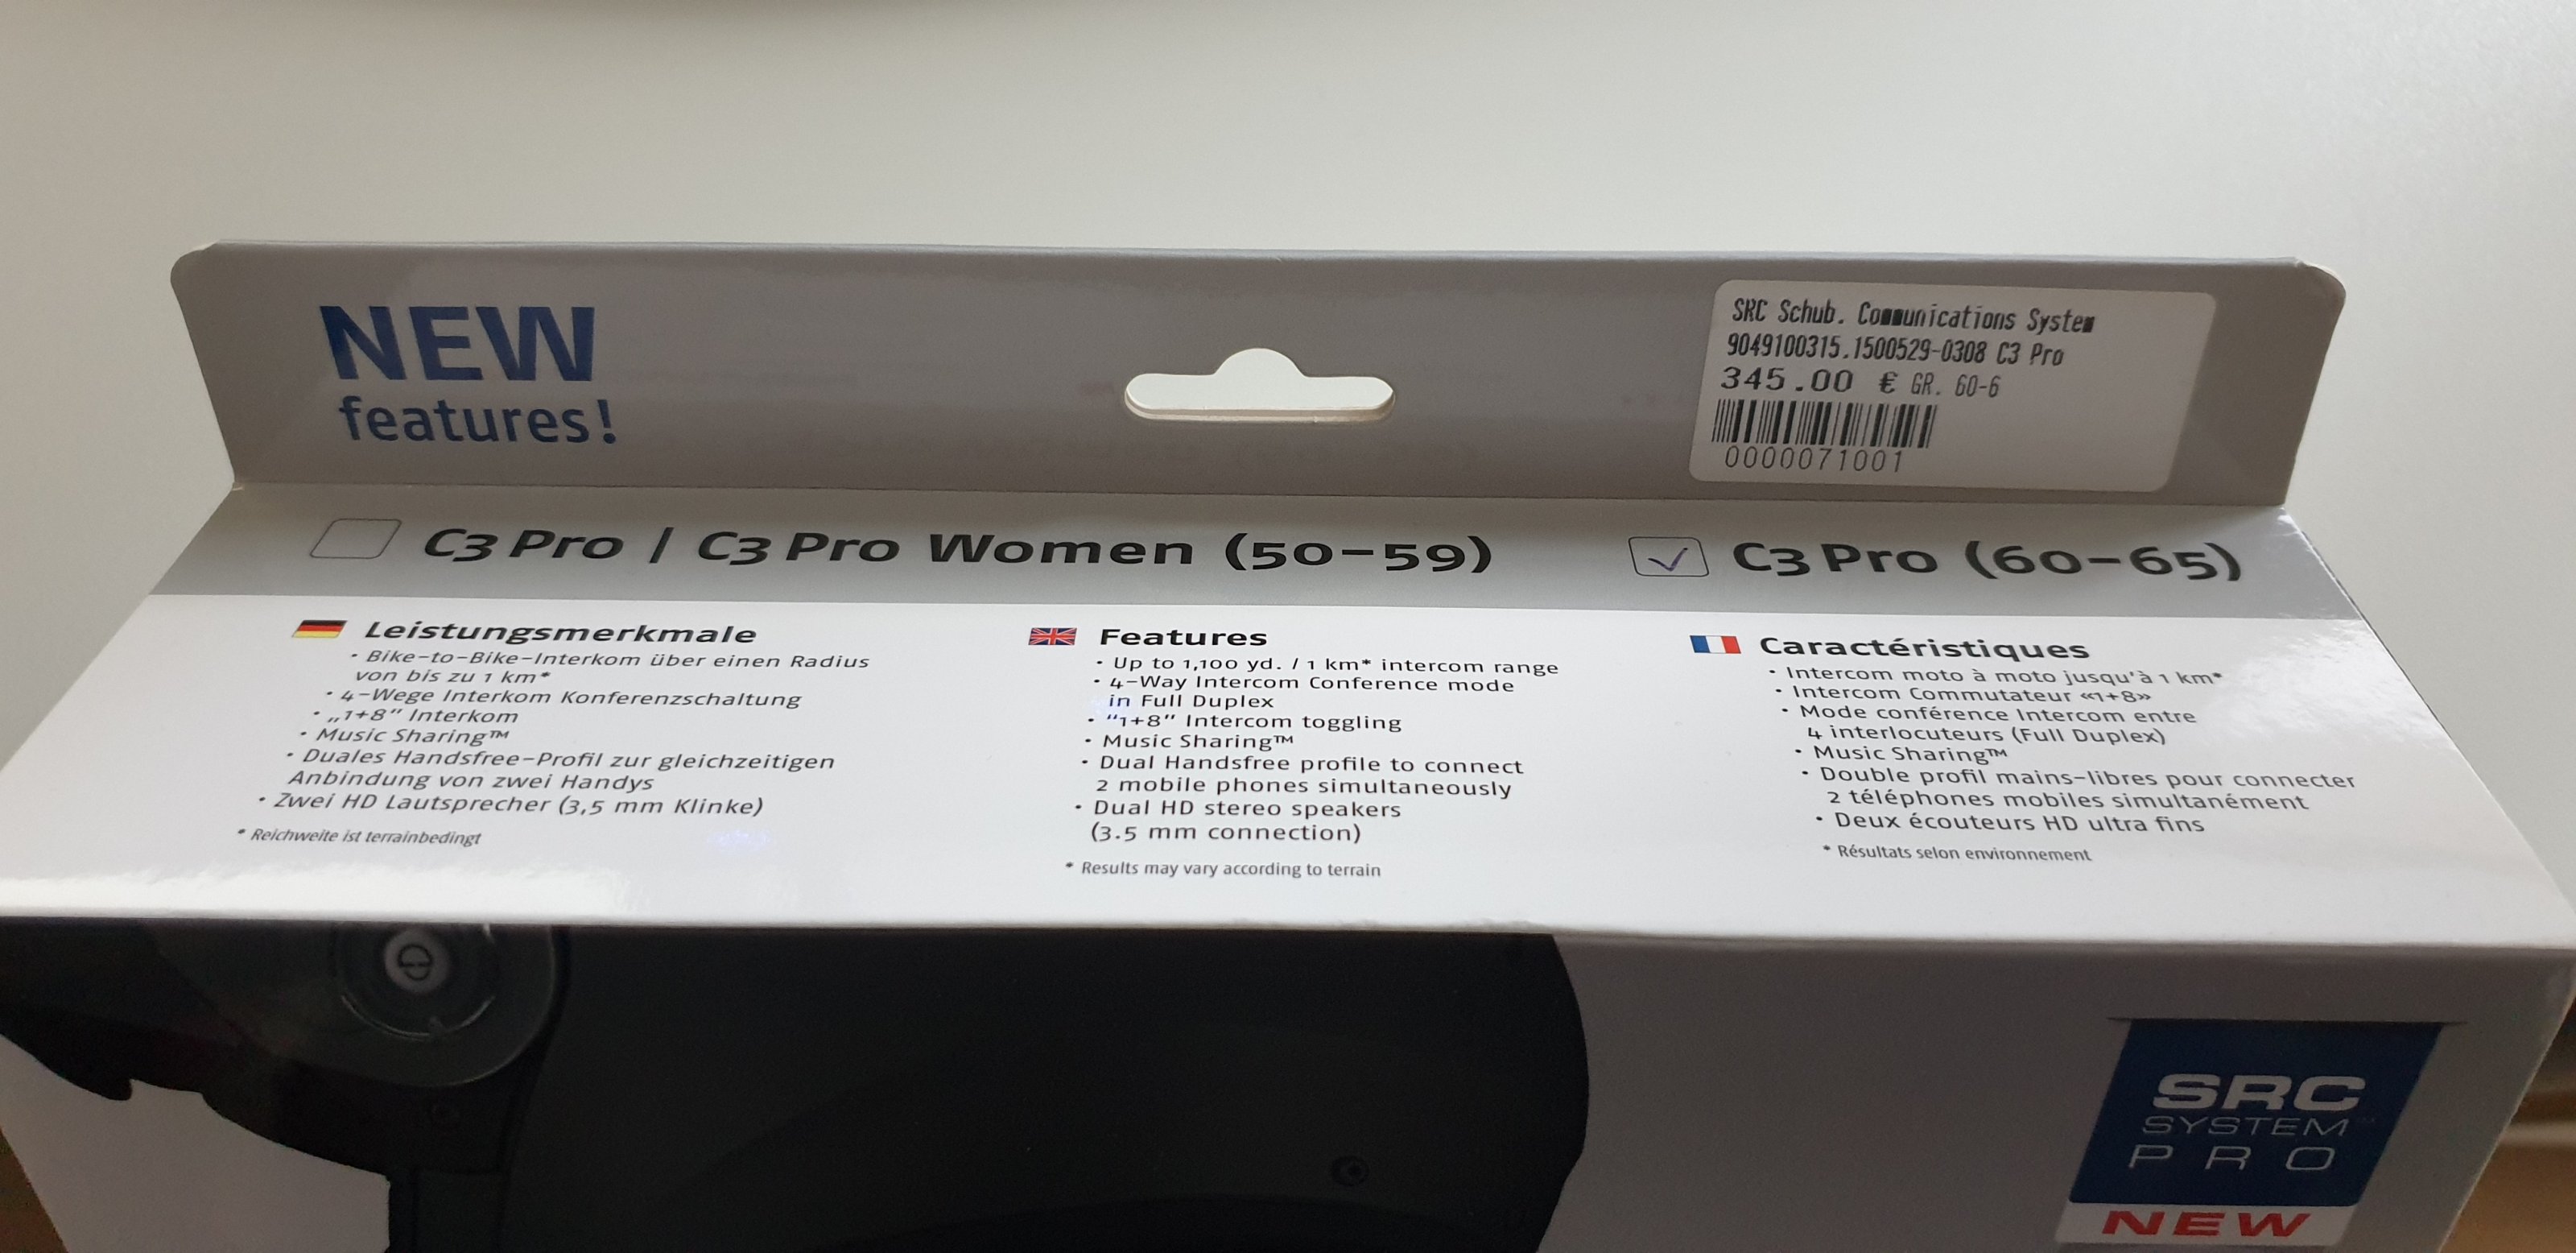 NEW
features!
SRC Schub. Communications System
9049100315.1500529-0308 C3 Pro
345.00 € GR. 60-6
0000071001
C3 Pro / C3 Pro Women (50–59)
C3 Pro (60–65)
Leistungsmerkmale
• Bike-to-Bike-Interkom über einen Radius
von bis zu 1 km*
• 4-Wege Interkom Konferenzschaltung
• „1+8” Interkom
• Music Sharing™
• Duales Handsfree-Profil zur gleichzeitigen
Anbindung von zwei Handys
• Zwei HD Lautsprecher (3,5 mm Klinke)
* Reichweite ist terrainbedingt
Features
• Up to 1,100 yd. / 1 km* intercom range
• 4-Way Intercom Conference mode
in Full Duplex
• “1+8” Intercom toggling
• Music Sharing™
• Dual Handsfree profile to connect
2 mobile phones simultaneously
• Dual HD stereo speakers
(3.5 mm connection)
* Results may vary according to terrain
Caractéristiques
• Intercom moto à moto jusqu'à 1 km*
• Intercom Commutateur «1+8»
• Mode conférence Intercom entre
4 interlocuteurs (Full Duplex)
• Music Sharing™
• Double profil mains-libres pour connecter
2 téléphones mobiles simultanément
• Deux écouteurs HD ultra fins
* Résultats selon environnement
e
SRC
SYSTEM™
PRO
NEW